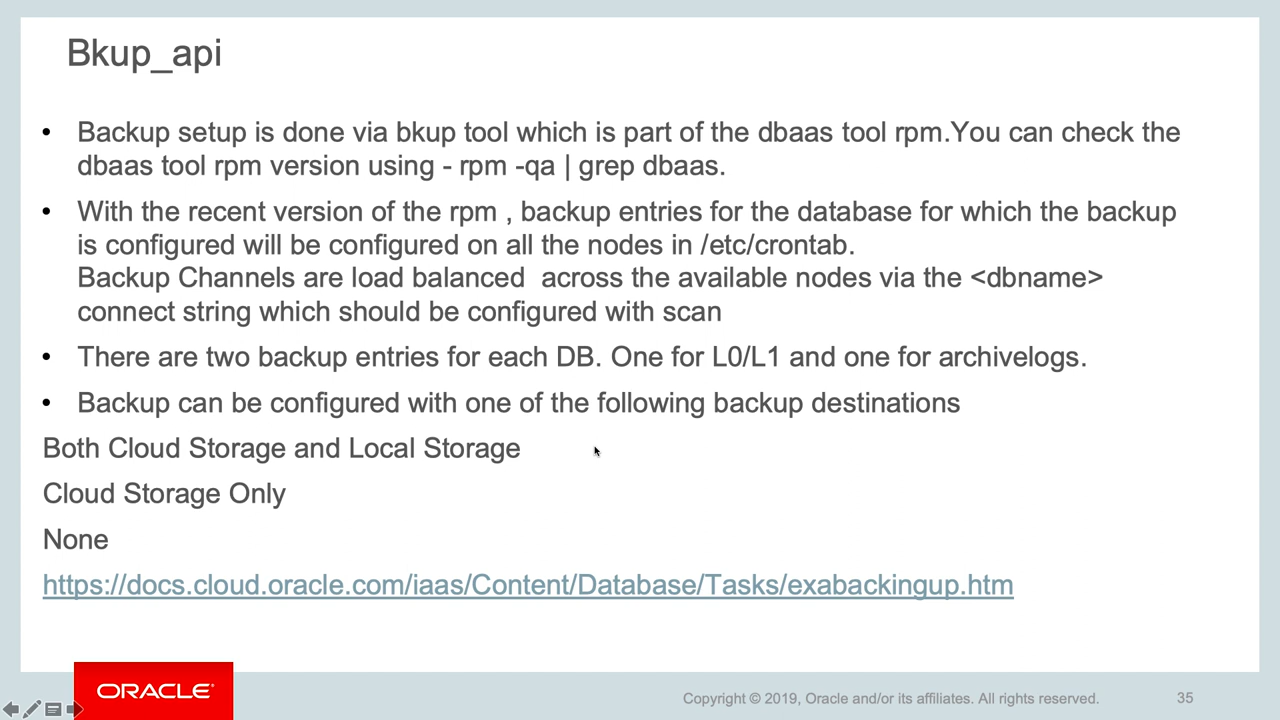 Bkup_api
• Backup setup is done via bkup tool which is part of the dbaas tool rpm.You can check the
dbaas tool rpm version using - rpm -qa | grep dbaas.
• With the recent version of the rpm , backup entries for the database for which the backup
is configured will be configured on all the nodes in /etc/crontab.
Backup Channels are load balanced  across the available nodes via the <dbname>
connect string which should be configured with scan
• There are two backup entries for each DB. One for L0/L1 and one for archivelogs.
• Backup can be configured with one of the following backup destinations
Both Cloud Storage and Local Storage
Cloud Storage Only
None
https://docs.cloud.oracle.com/iaas/Content/Database/Tasks/exabackingup.htm
ORACLE®
Copyright © 2019, Oracle and/or its affiliates. All rights reserved.
35